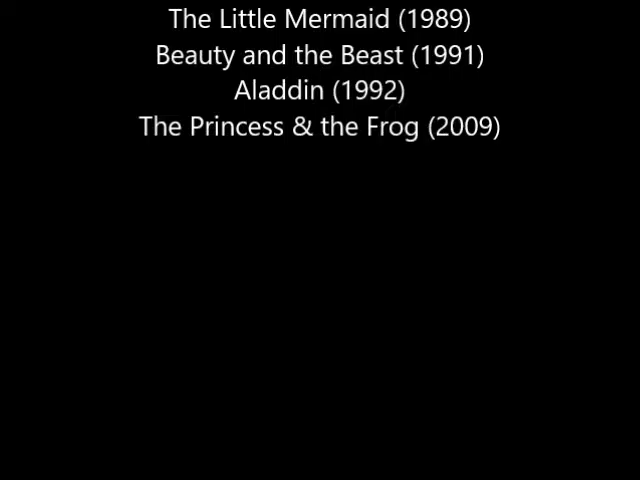 The Little Mermaid (1989)
Beauty and the Beast (1991)
Aladdin (1992)
The Princess & the Frog (2009)